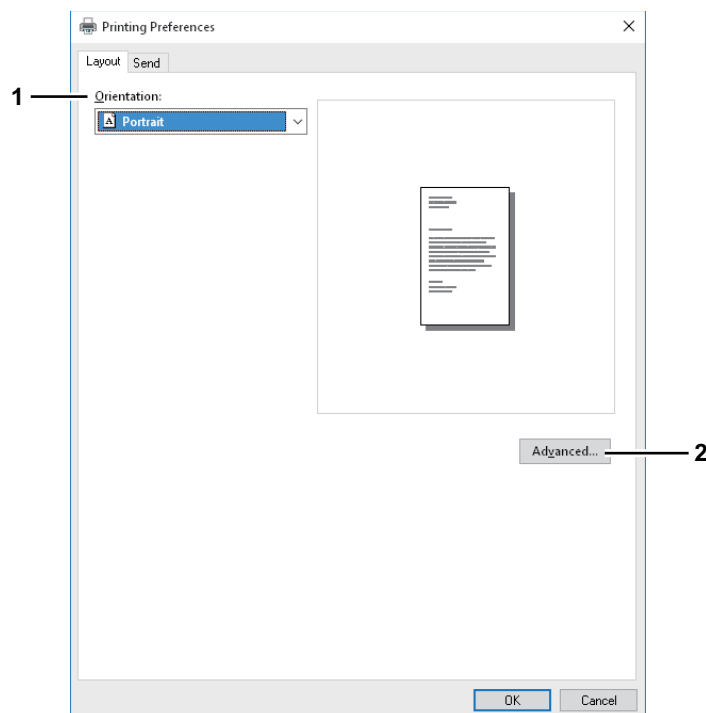 Printing Preferences
Layout Send
1
Orientation:
A Portrait
Advanced...
2
OK Cancel